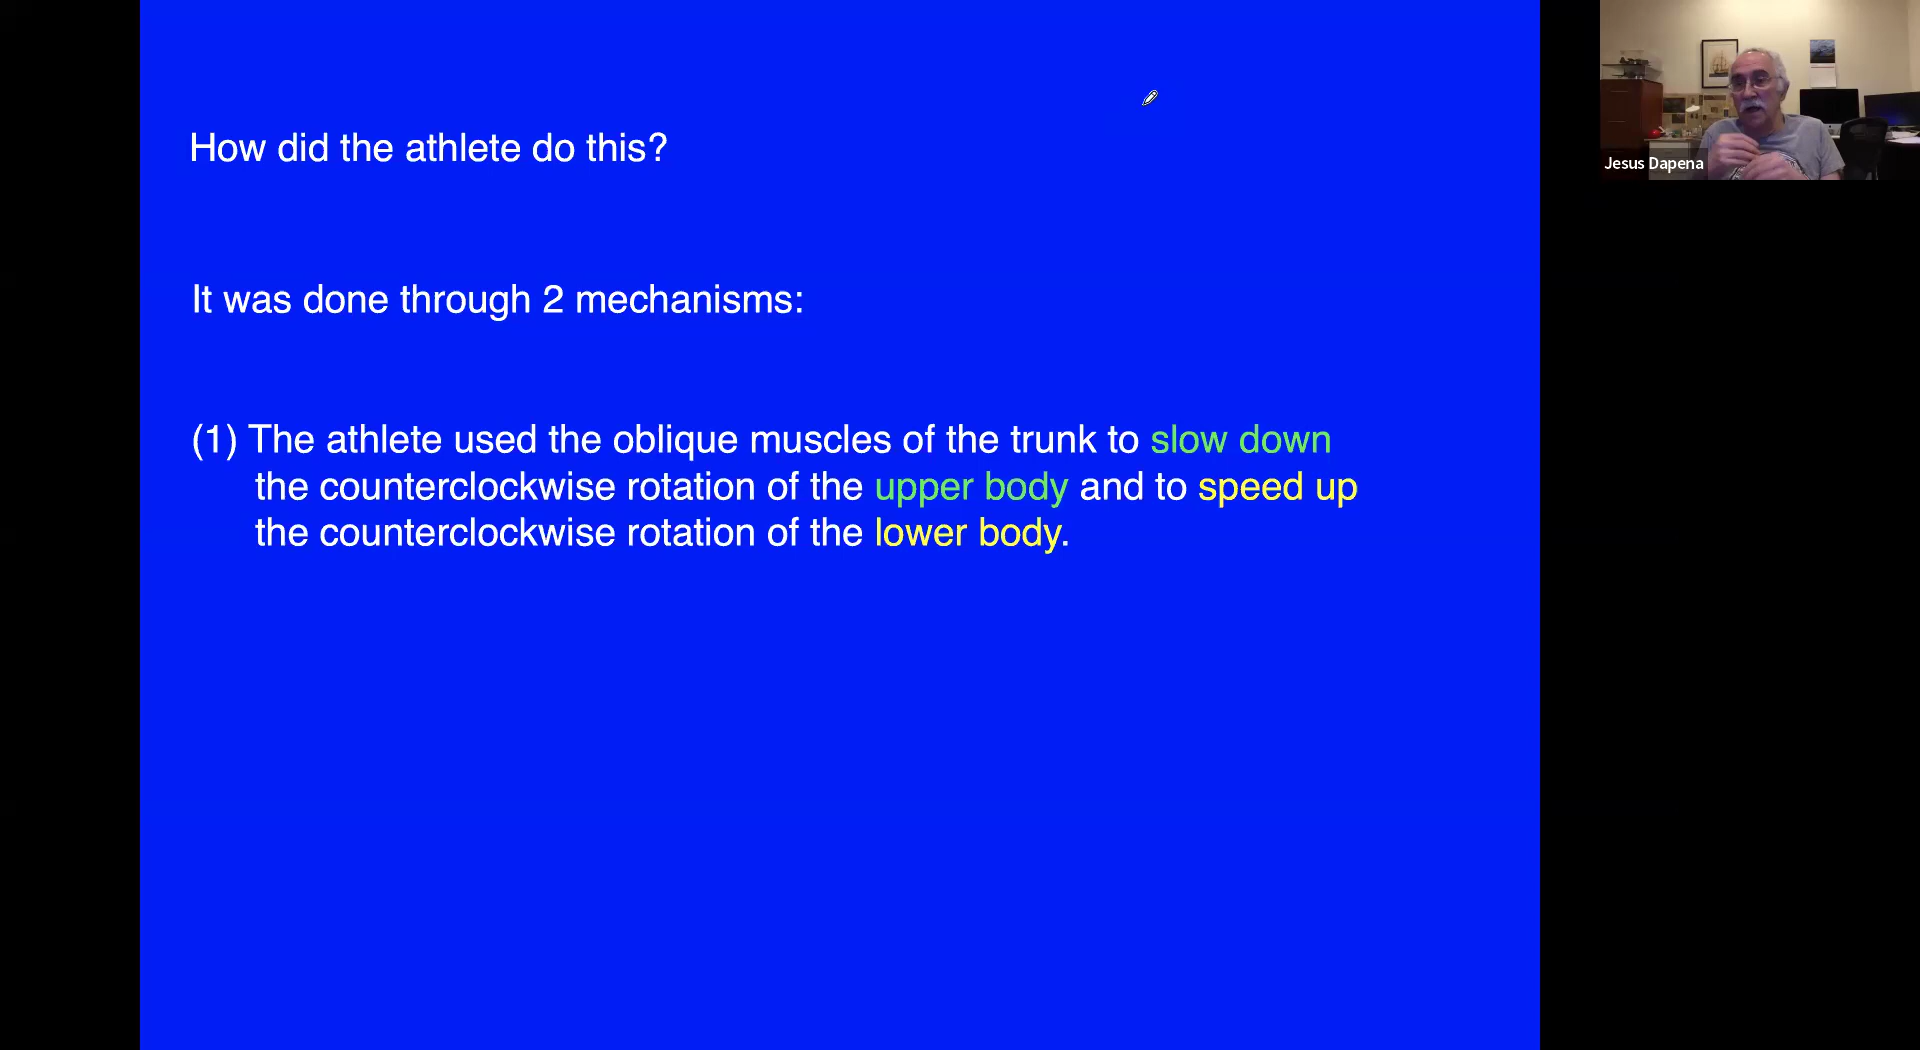 How did the athlete do this?
It was done through 2 mechanisms:
(1) The athlete used the oblique muscles of the trunk to slow down
the counterclockwise rotation of the upper body and to speed up
the counterclockwise rotation of the lower body.
Jesus Dapena